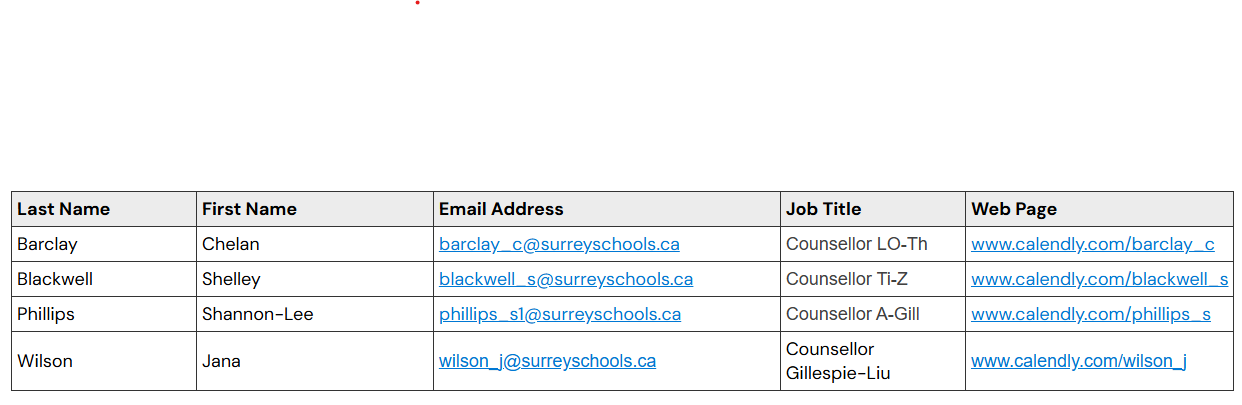 Last Name First Name Email Address Job Title Web Page
Barclay Chelan barclay_c@surreyschools.ca Counsellor LO-Th www.calendly.com/barclay_c
Blackwell Shelley blackwell_s@surreyschools.ca Counsellor Ti-Z www.calendly.com/blackwell_s
Phillips Shannon-Lee phillips_s1@surreyschools.ca Counsellor A-Gill www.calendly.com/phillips_s
Wilson Jana wilson_j@surreyschools.ca Counsellor
Gillespie-Liu www.calendly.com/wilson_j